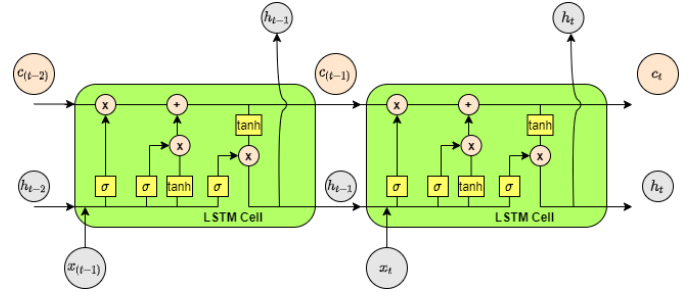 h_{t-1} h_t
c_{(t-2)} c_{(t-1)} c_t
x + x +
tanh tanh
x x x x
h_{t-2} σ σ tanh σ h_{t-1} σ σ tanh σ h_t
LSTM Cell LSTM Cell
x_{(t-1)} x_t